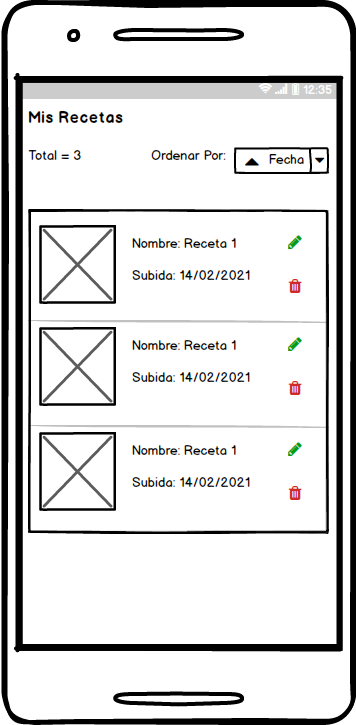 12:35
Mis Recetas
Total = 3 Ordenar Por: Fecha
Nombre: Receta 1
Subida: 14/02/2021
Nombre: Receta 1
Subida: 14/02/2021
Nombre: Receta 1
Subida: 14/02/2021